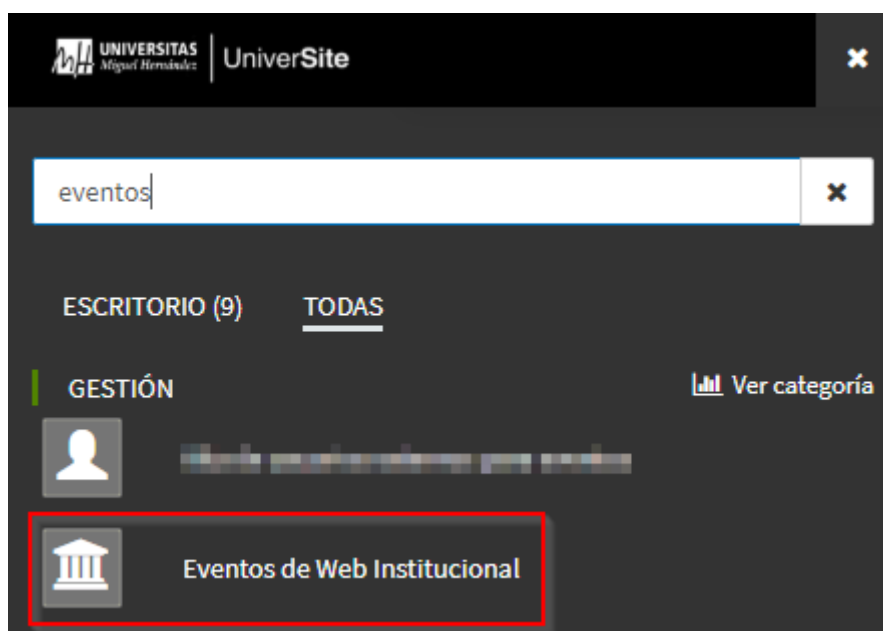 UNIVERSITAS
Miguel Hernández
UniverSite
eventos
ESCRITORIO (9) TODAS
GESTIÓN Ver categoría
Eventos de Web Institucional